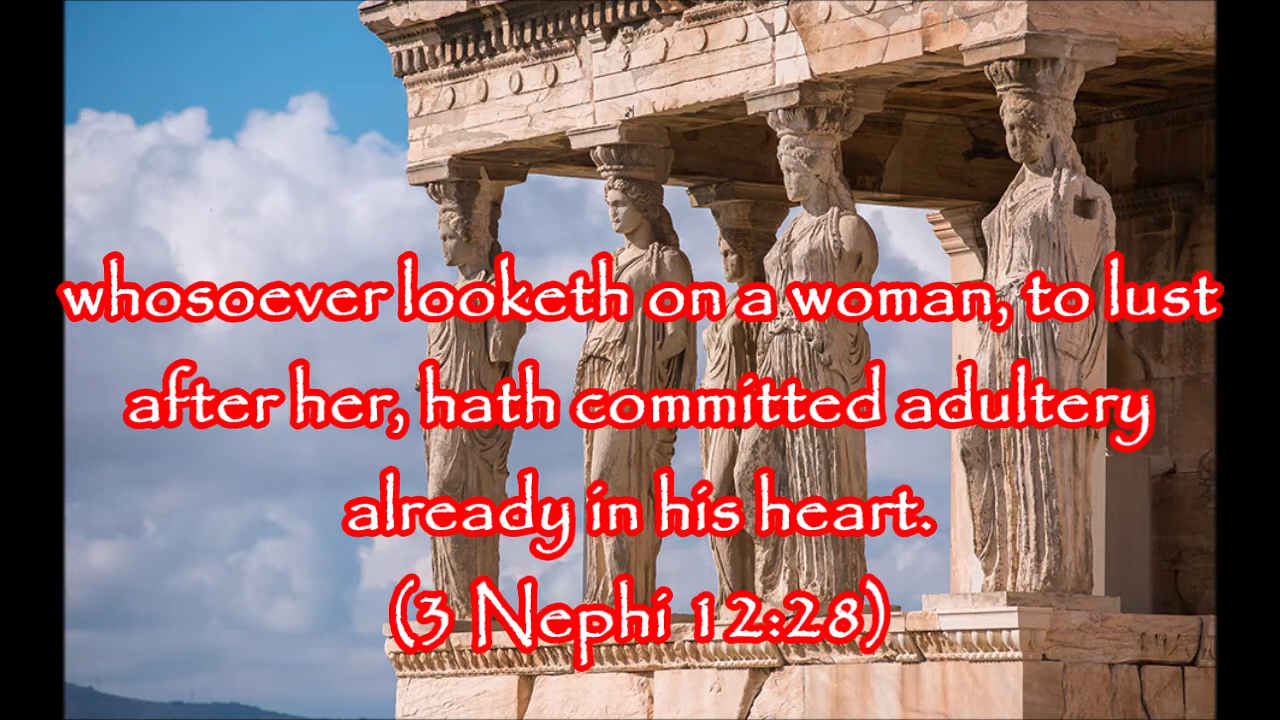 whosoever looketh on a woman, to lust
after her, hath committed adultery
already in his heart.
(3 Nephi 12:28)